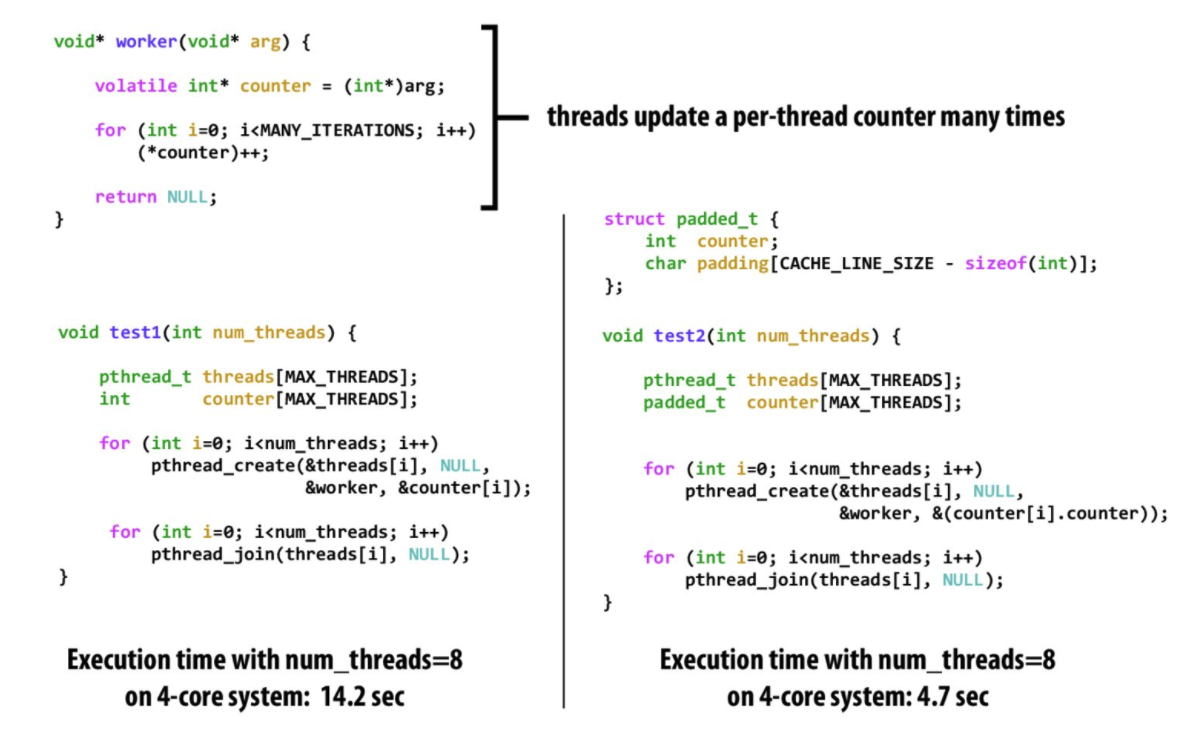 void* worker(void* arg) {
volatile int* counter = (int*)arg;
for (int i=0; i<MANY_ITERATIONS; i++)
(*counter)++;
return NULL;
}
threads update a per-thread counter many times
void test1(int num_threads) {
pthread_t threads[MAX_THREADS];
int counter[MAX_THREADS];
for (int i=0; i<num_threads; i++)
pthread_create(&threads[i], NULL,
&worker, &counter[i]);
for (int i=0; i<num_threads; i++)
pthread_join(threads[i], NULL);
}
Execution time with num_threads=8
on 4-core system: 14.2 sec
struct padded_t {
int counter;
char padding[CACHE_LINE_SIZE - sizeof(int)];
};
void test2(int num_threads) {
pthread_t threads[MAX_THREADS];
padded_t counter[MAX_THREADS];
for (int i=0; i<num_threads; i++)
pthread_create(&threads[i], NULL,
&worker, &(counter[i].counter));
for (int i=0; i<num_threads; i++)
pthread_join(threads[i], NULL);
}
Execution time with num_threads=8
on 4-core system: 4.7 sec